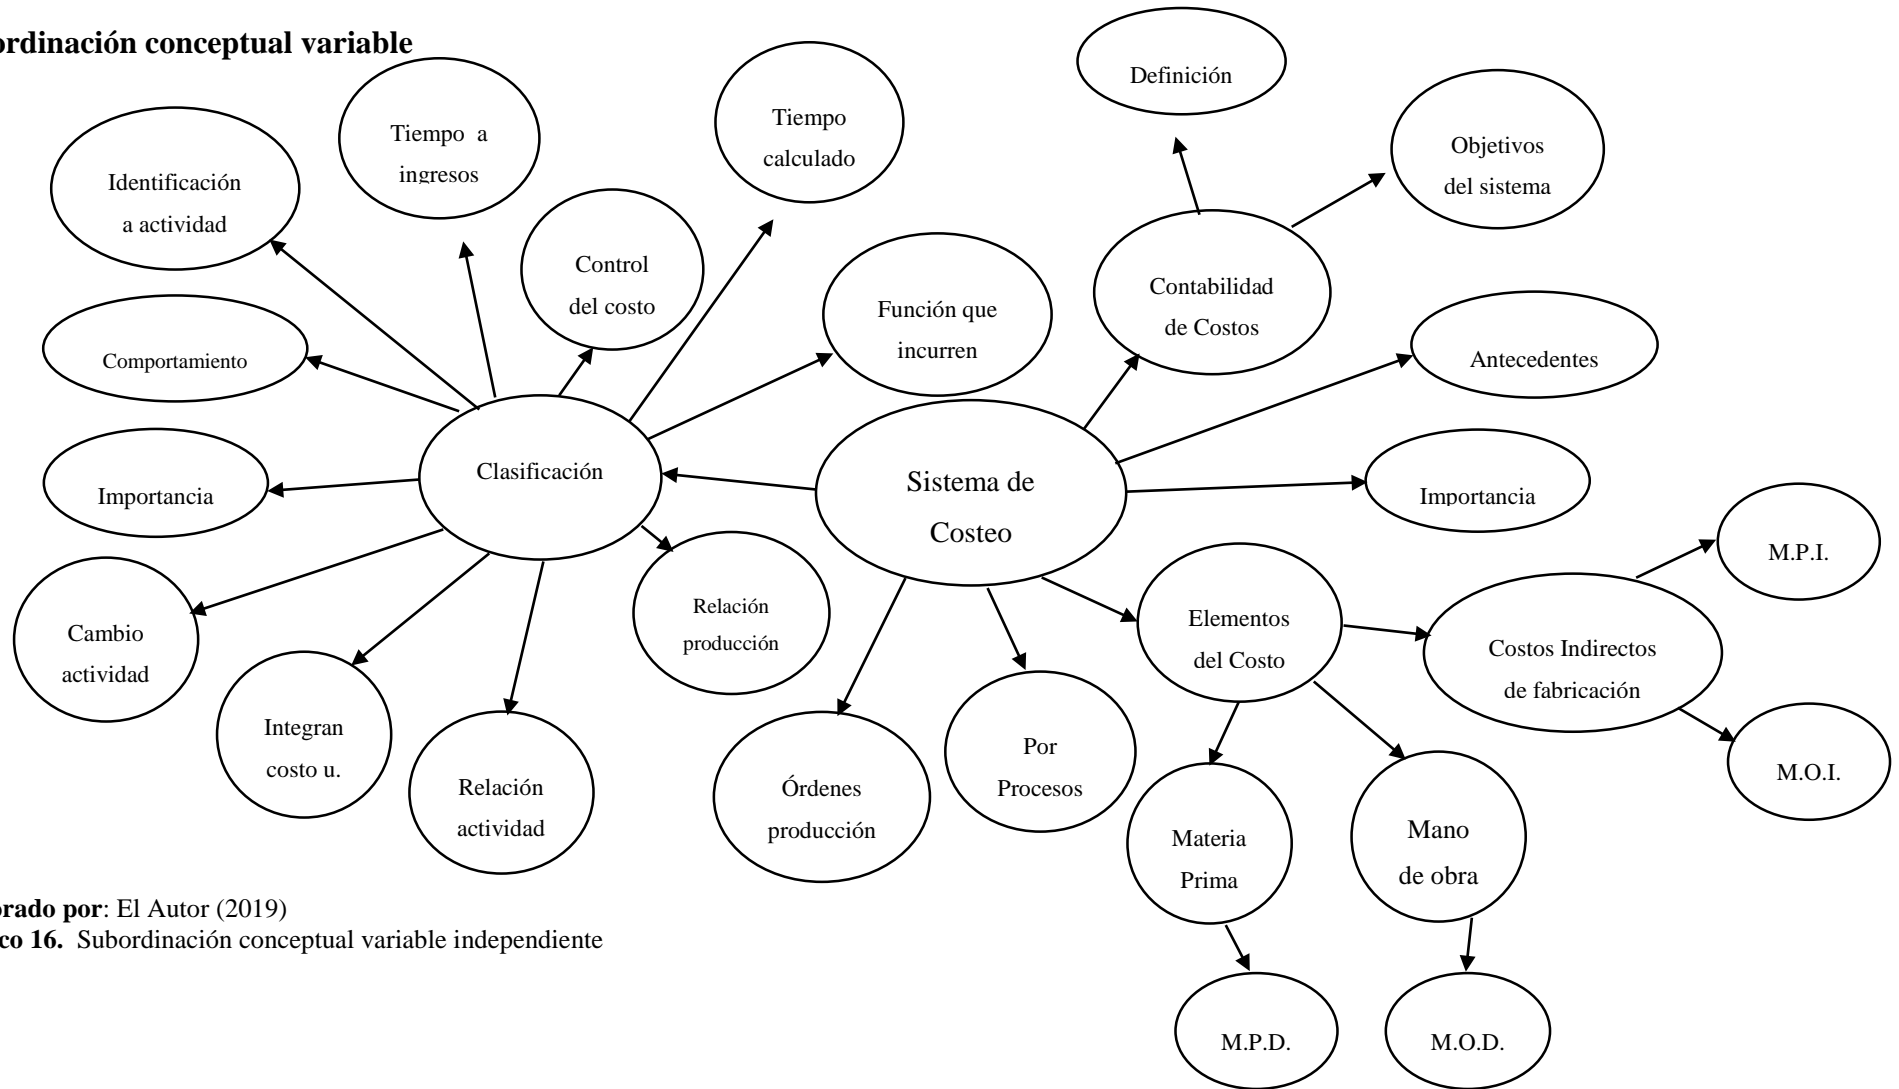 ordinación conceptual variable
Definición
Tiempo a
ingresos
Tiempo
calculado
Objetivos
del sistema
Identificación
a actividad
Control
del costo
Contabilidad
de Costos
Función que
incurren
Comportamiento
Antecedentes
Clasificación
Sistema de
Costeo
Importancia
Importancia
M.P.I.
Cambio
actividad
Relación
producción
Elementos
del Costo
Costos Indirectos
de fabricación
Integran
costo u.
Por
Procesos
M.O.I.
Relación
actividad
Órdenes
producción
Materia
Prima
Mano
de obra
orado por: El Autor (2019)
co 16. Subordinación conceptual variable independiente
M.P.D.
M.O.D.